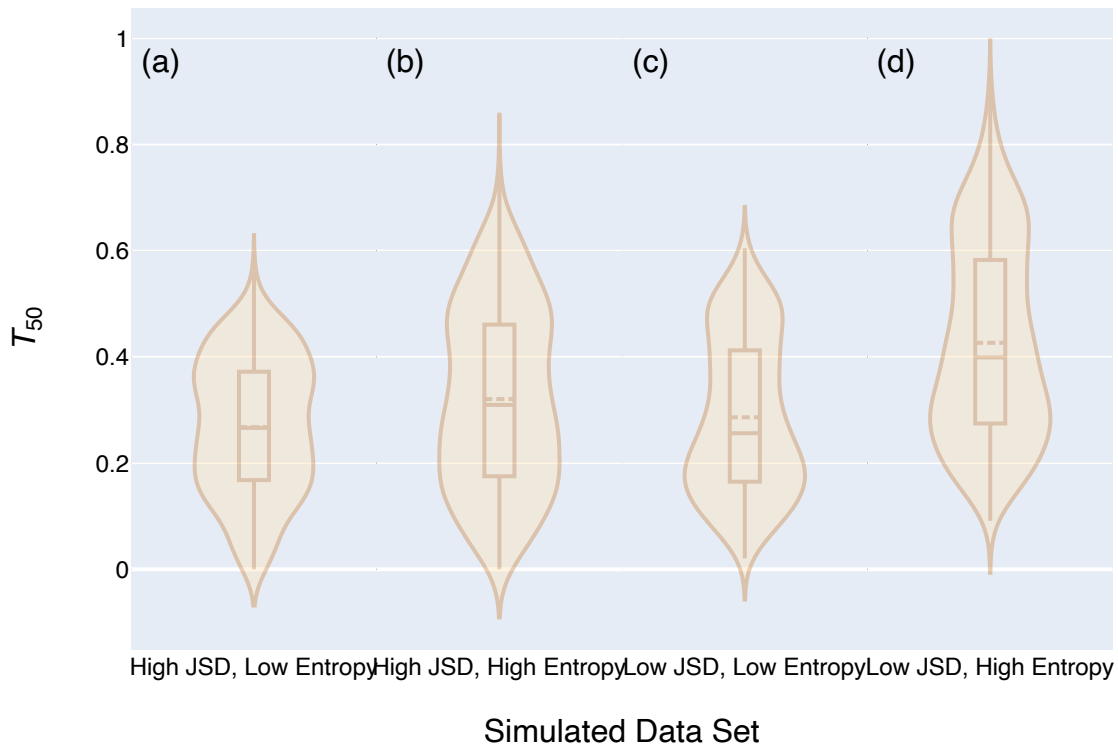 (a) (b) (c) (d)
1
0.8
0.6
0.4
0.2
0
T50
High JSD, Low Entropy High JSD, High Entropy Low JSD, Low Entropy Low JSD, High Entropy
Simulated Data Set